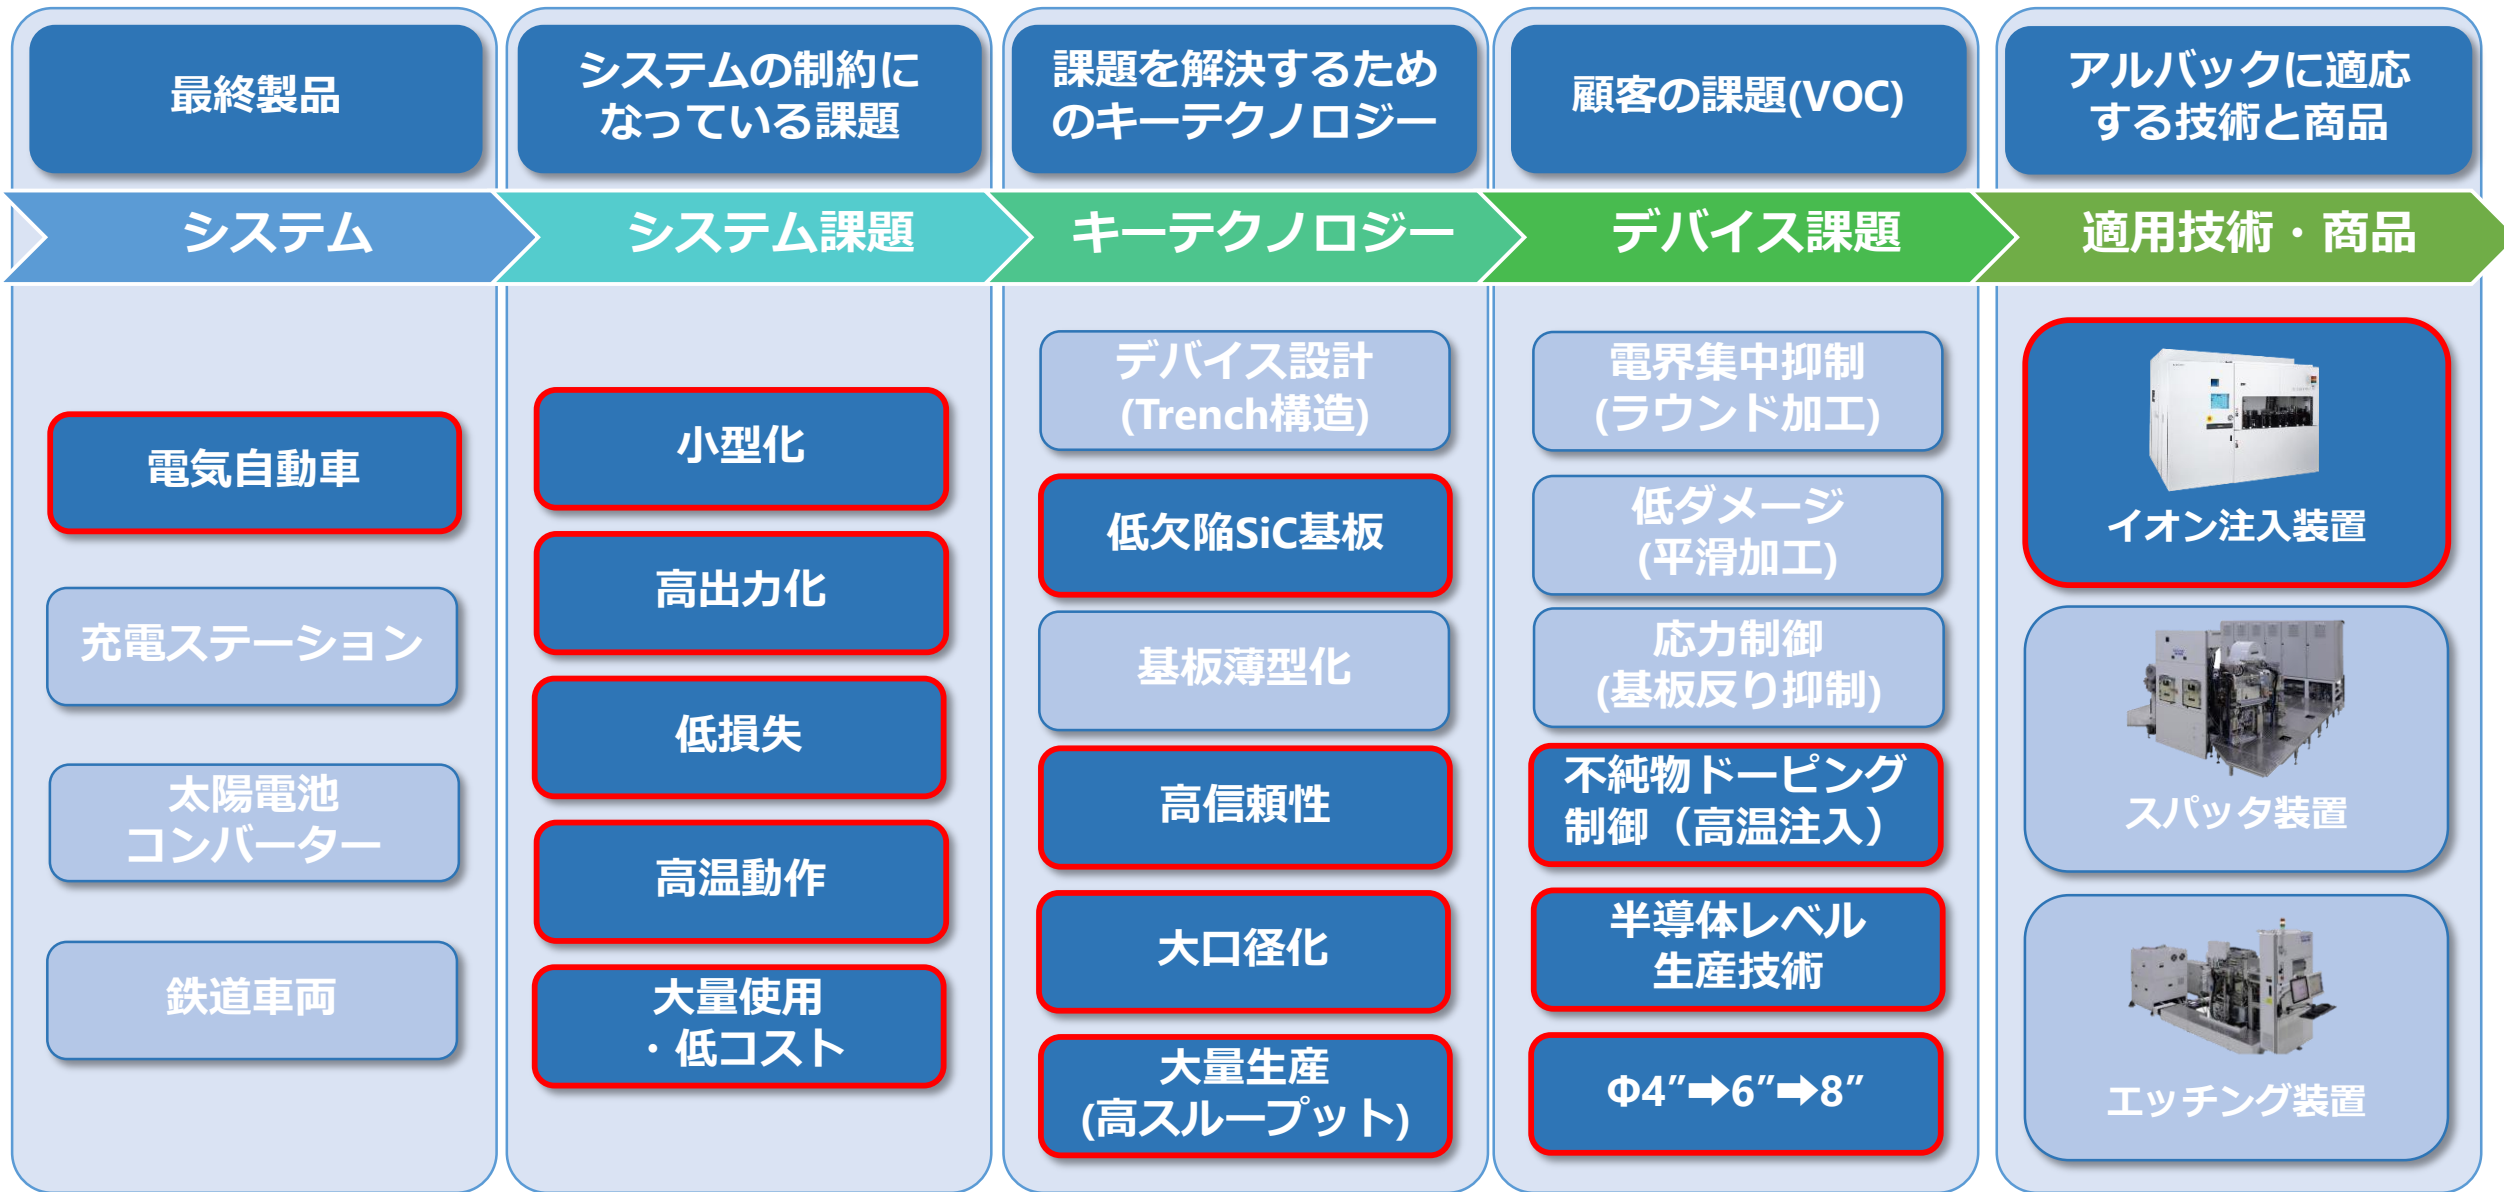 最終製品
システムの制約に
なっている課題
課題を解決するため
のキーテクノロジー
顧客の課題(VOC)
アルバックに適応
する技術と商品
システム
システム課題
キーテクノロジー
デバイス課題
適用技術・商品
電気自動車
充電ステーション
太陽電池
コンバーター
鉄道車両
小型化
高出力化
低損失
高温動作
大量使用
・低コスト
デバイス設計
(Trench構造)
低欠陥SiC基板
基板薄型化
高信頼性
大口径化
大量生産
(高スループット)
電界集中抑制
(ラウンド加工)
低ダメージ
(平滑加工)
応力制御
(基板反り抑制)
不純物ドーピング
制御（高温注入）
半導体レベル
生産技術
Φ4″➡6″➡8″
イオン注入装置
スパッタ装置
エッチング装置